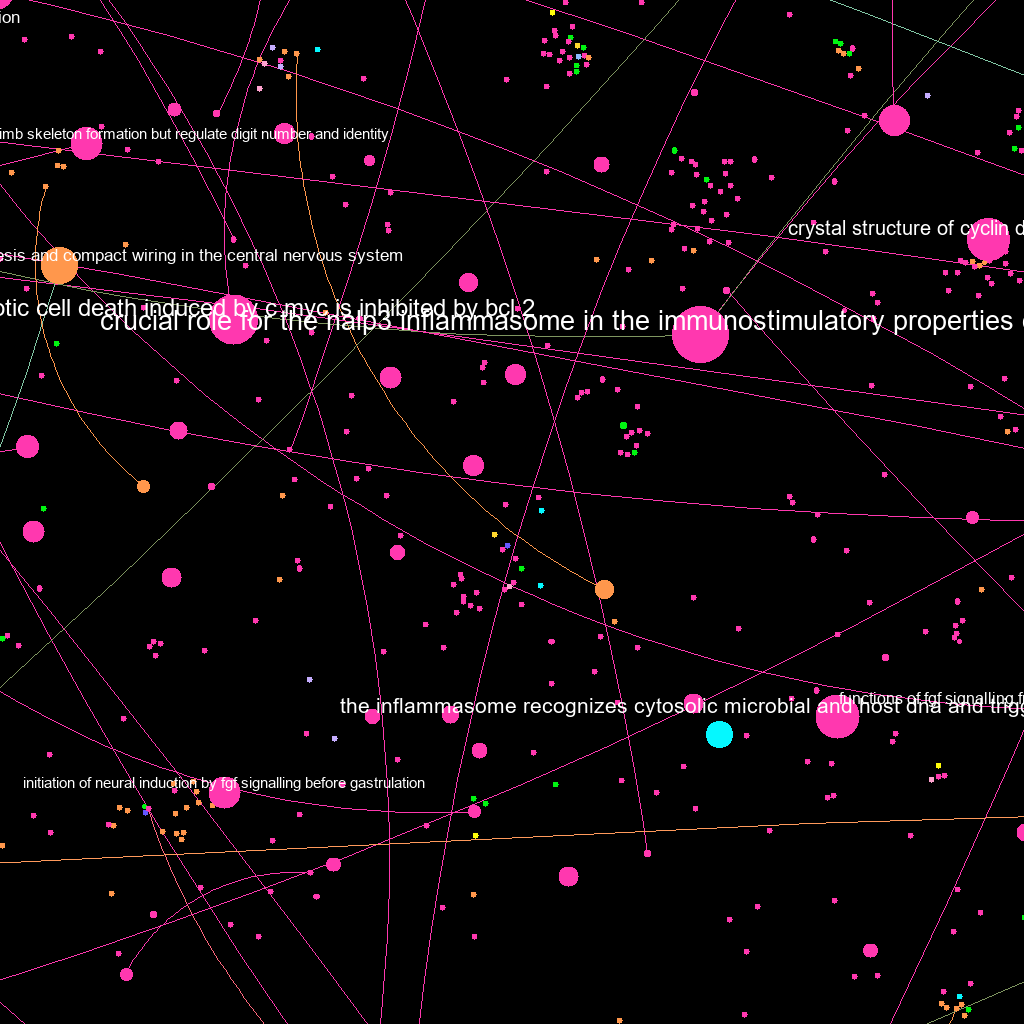 ion
imb skeleton formation but regulate digit number and identity
crystal structure of cyclin d
esis and compact wiring in the central nervous system
otic cell death induced by c myc is inhibited by bcl 2
crucial role for the nalp3 inflammasome in the immunostimulatory properties
functions of fgf signalling f
the inflammasome recognizes cytosolic microbial and host dna and trigg
initiation of neural induction by fgf signalling before gastrulation